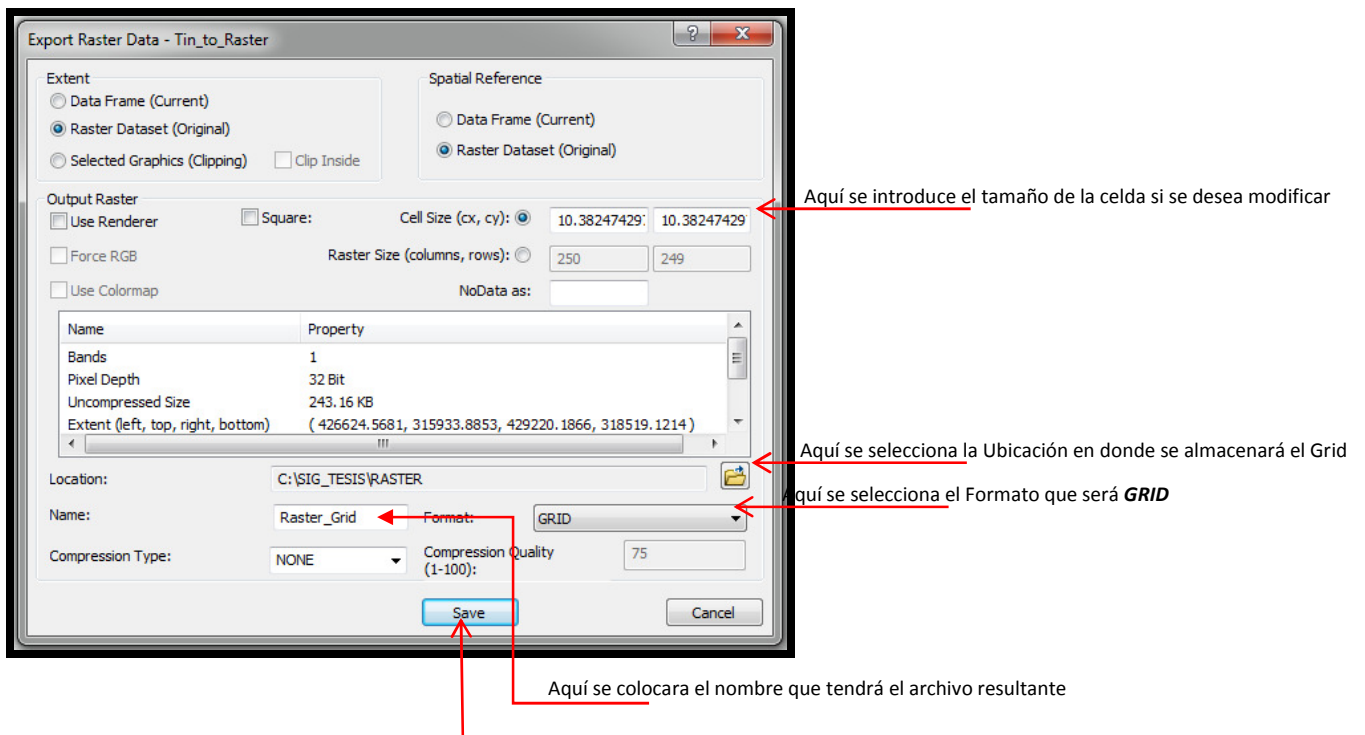 Export Raster Data - Tin_to_Raster
Extent
Data Frame (Current)
Raster Dataset (Original)
Selected Graphics (Clipping) Clip Inside
Spatial Reference
Data Frame (Current)
Raster Dataset (Original)
Output Raster
Use Renderer Square: Cell Size (cx, cy): 10.38247429: 10.38247429
Aquí se introduce el tamaño de la celda si se desea modificar
Force RGB Raster Size (columns, rows): 250 249
Use Colormap NoData as:
Name Property
Bands 1
Pixel Depth 32 Bit
Uncompressed Size 243.16 KB
Extent (left, top, right, bottom) ( 426624.5681, 315933.8853, 429220.1866, 318519.1214 )
Aquí se selecciona la Ubicación en donde se almacenará el Grid
Location: C:\SIG_TESIS\RASTER
Aquí se selecciona el Formato que será GRID
Name: Raster_Grid Format: GRID
Compression Type: NONE Compression Quality (1-100): 75
Save Cancel
Aquí se colocara el nombre que tendrá el archivo resultante